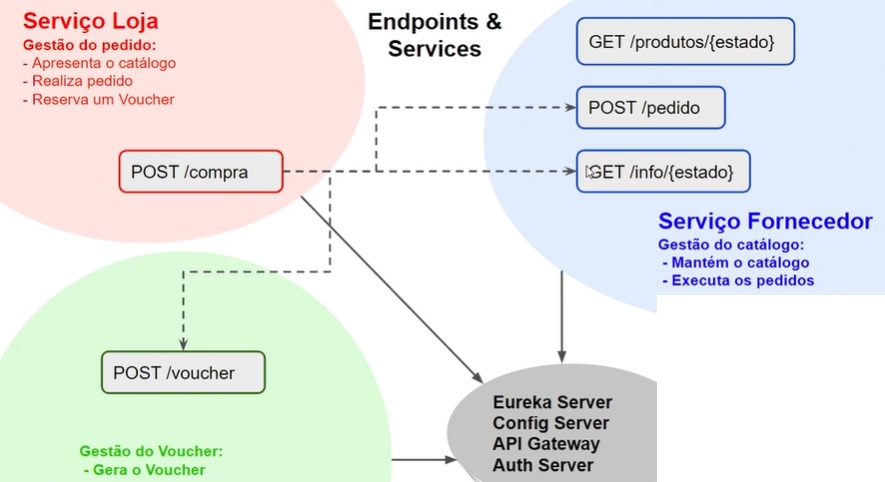 Serviço Loja
Gestão do pedido:
- Apresenta o catálogo
- Realiza pedido
- Reserva um Voucher
Endpoints &
Services
GET /produtos/{estado}
POST /pedido
POST /compra
GET /info/{estado}
Serviço Fornecedor
Gestão do catálogo:
- Mantém o catálogo
- Executa os pedidos
POST /voucher
Gestão do Voucher:
- Gera o Voucher
Eureka Server
Config Server
API Gateway
Auth Server